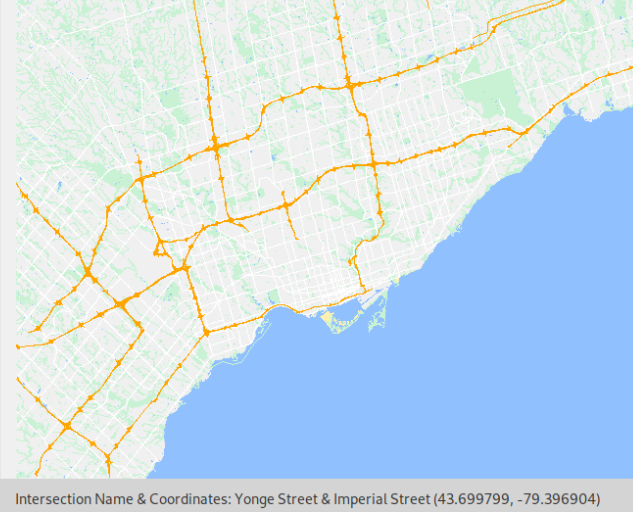 Intersection Name & Coordinates: Yonge Street & Imperial Street (43.699799, -79.396904)